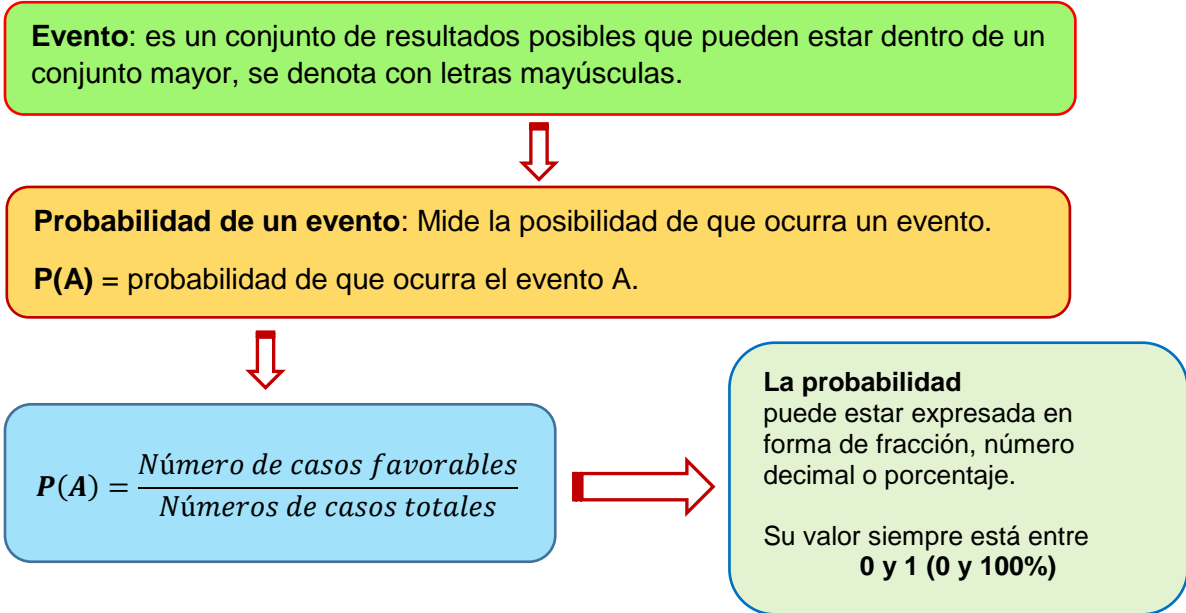 Evento: es un conjunto de resultados posibles que pueden estar dentro de un
conjunto mayor, se denota con letras mayúsculas.
Probabilidad de un evento: Mide la posibilidad de que ocurra un evento.
P(A) = probabilidad de que ocurra el evento A.
P(A) = Número de casos favorables / Números de casos totales
La probabilidad
puede estar expresada en
forma de fracción, número
decimal o porcentaje.
Su valor siempre está entre
0 y 1 (0 y 100%)